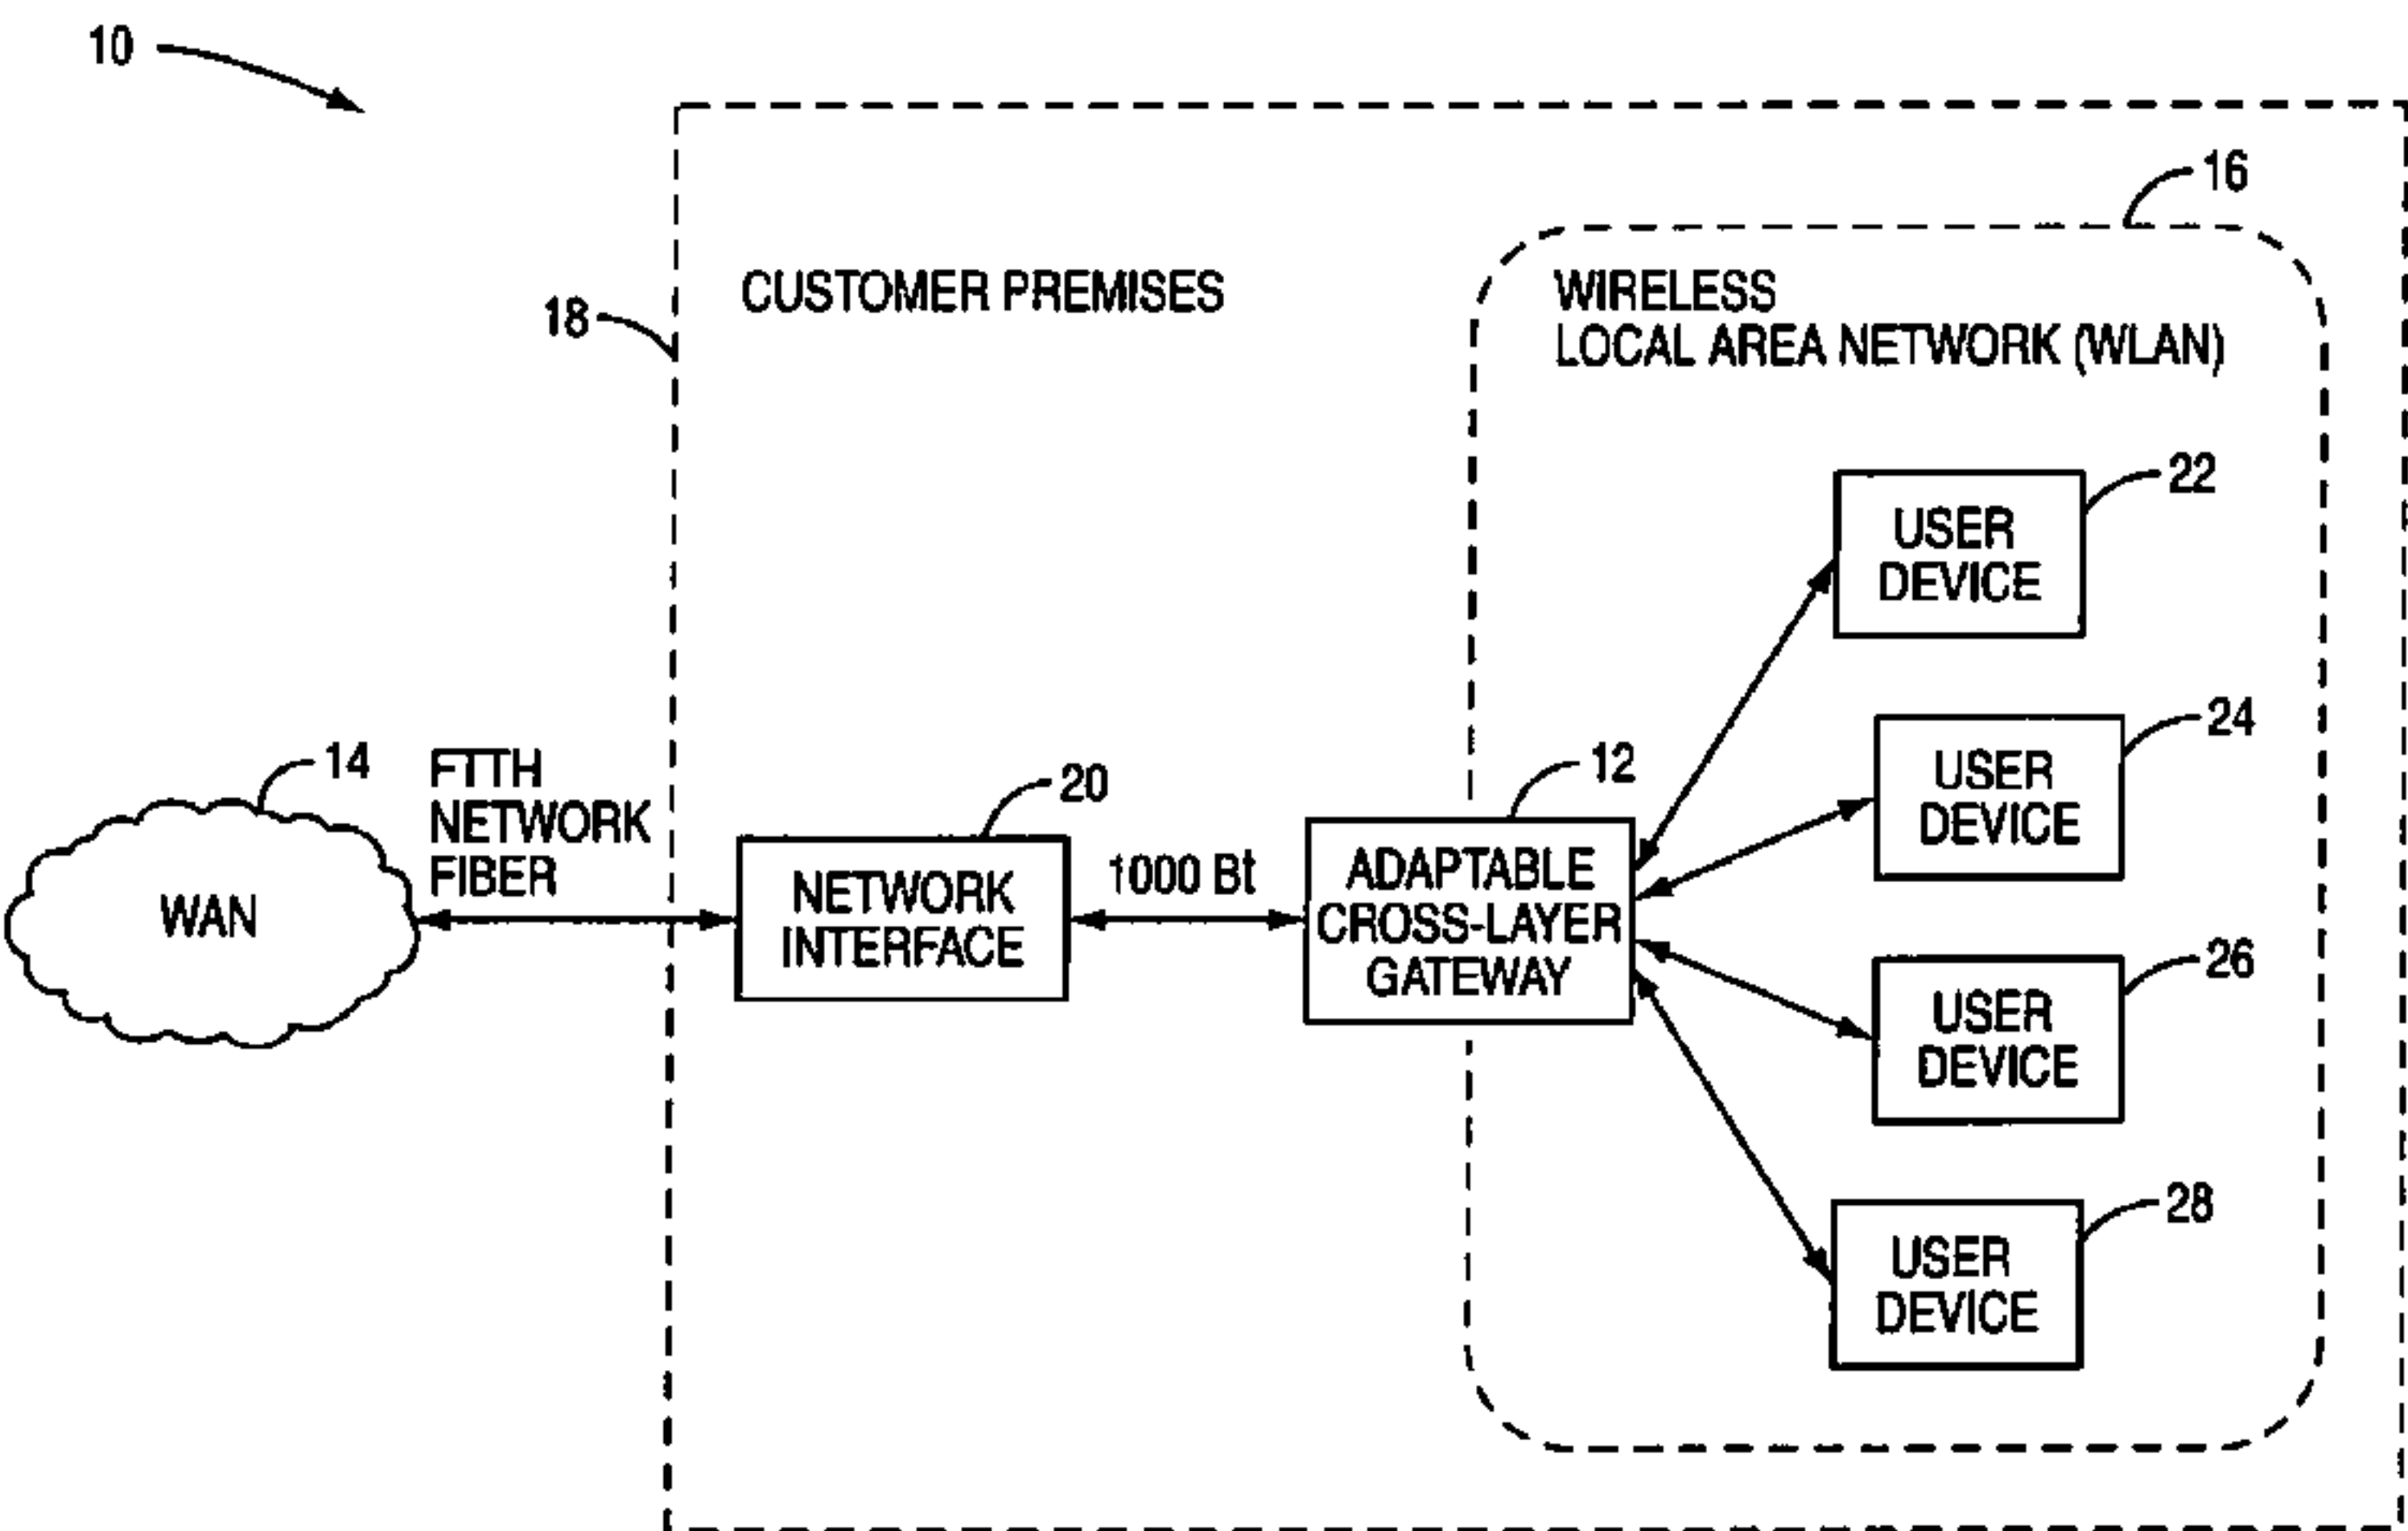 10
16
CUSTOMER PREMISES
WIRELESS
LOCAL AREA NETWORK (WLAN)
18
22
USER
DEVICE
24
USER
DEVICE
14
FTTH
NETWORK
FIBER
WAN
20
NETWORK
INTERFACE
1000 Bt
12
ADAPTABLE
CROSS-LAYER
GATEWAY
26
USER
DEVICE
28
USER
DEVICE